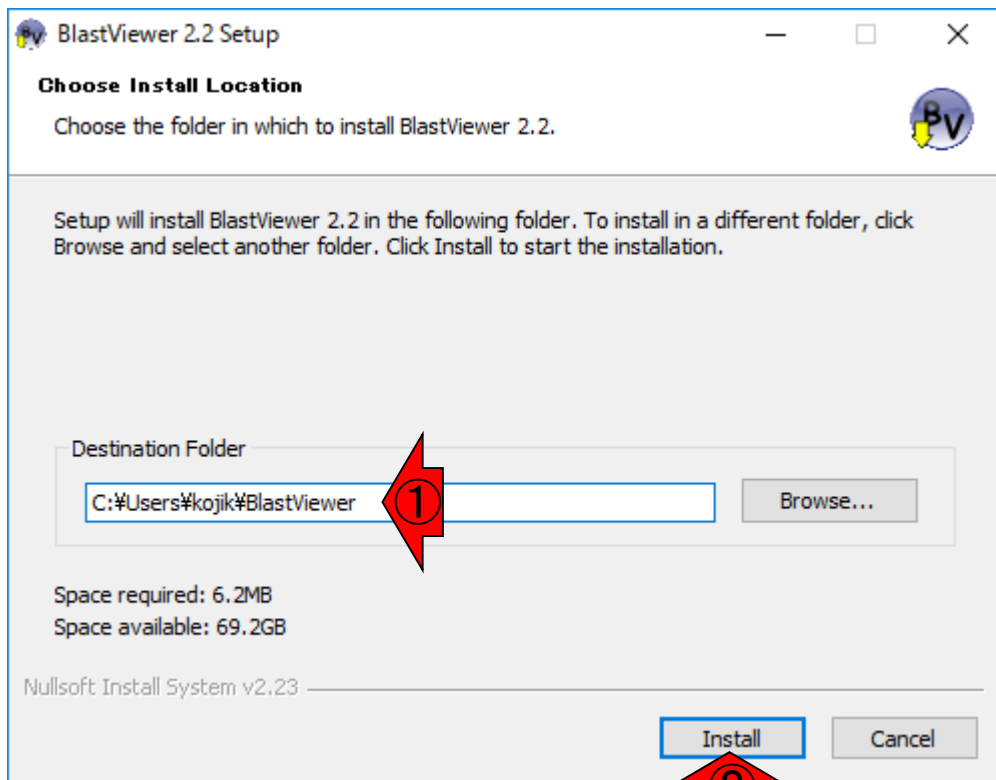 BlastViewer 2.2 Setup
Choose Install Location
Choose the folder in which to install BlastViewer 2.2.
BV
Setup will install BlastViewer 2.2 in the following folder. To install in a different folder, click
Browse and select another folder. Click Install to start the installation.
Destination Folder
C:¥Users¥kojik¥BlastViewer
①
Browse...
Space required: 6.2MB
Space available: 69.2GB
Nullsoft Install System v2.23
Install
Cancel